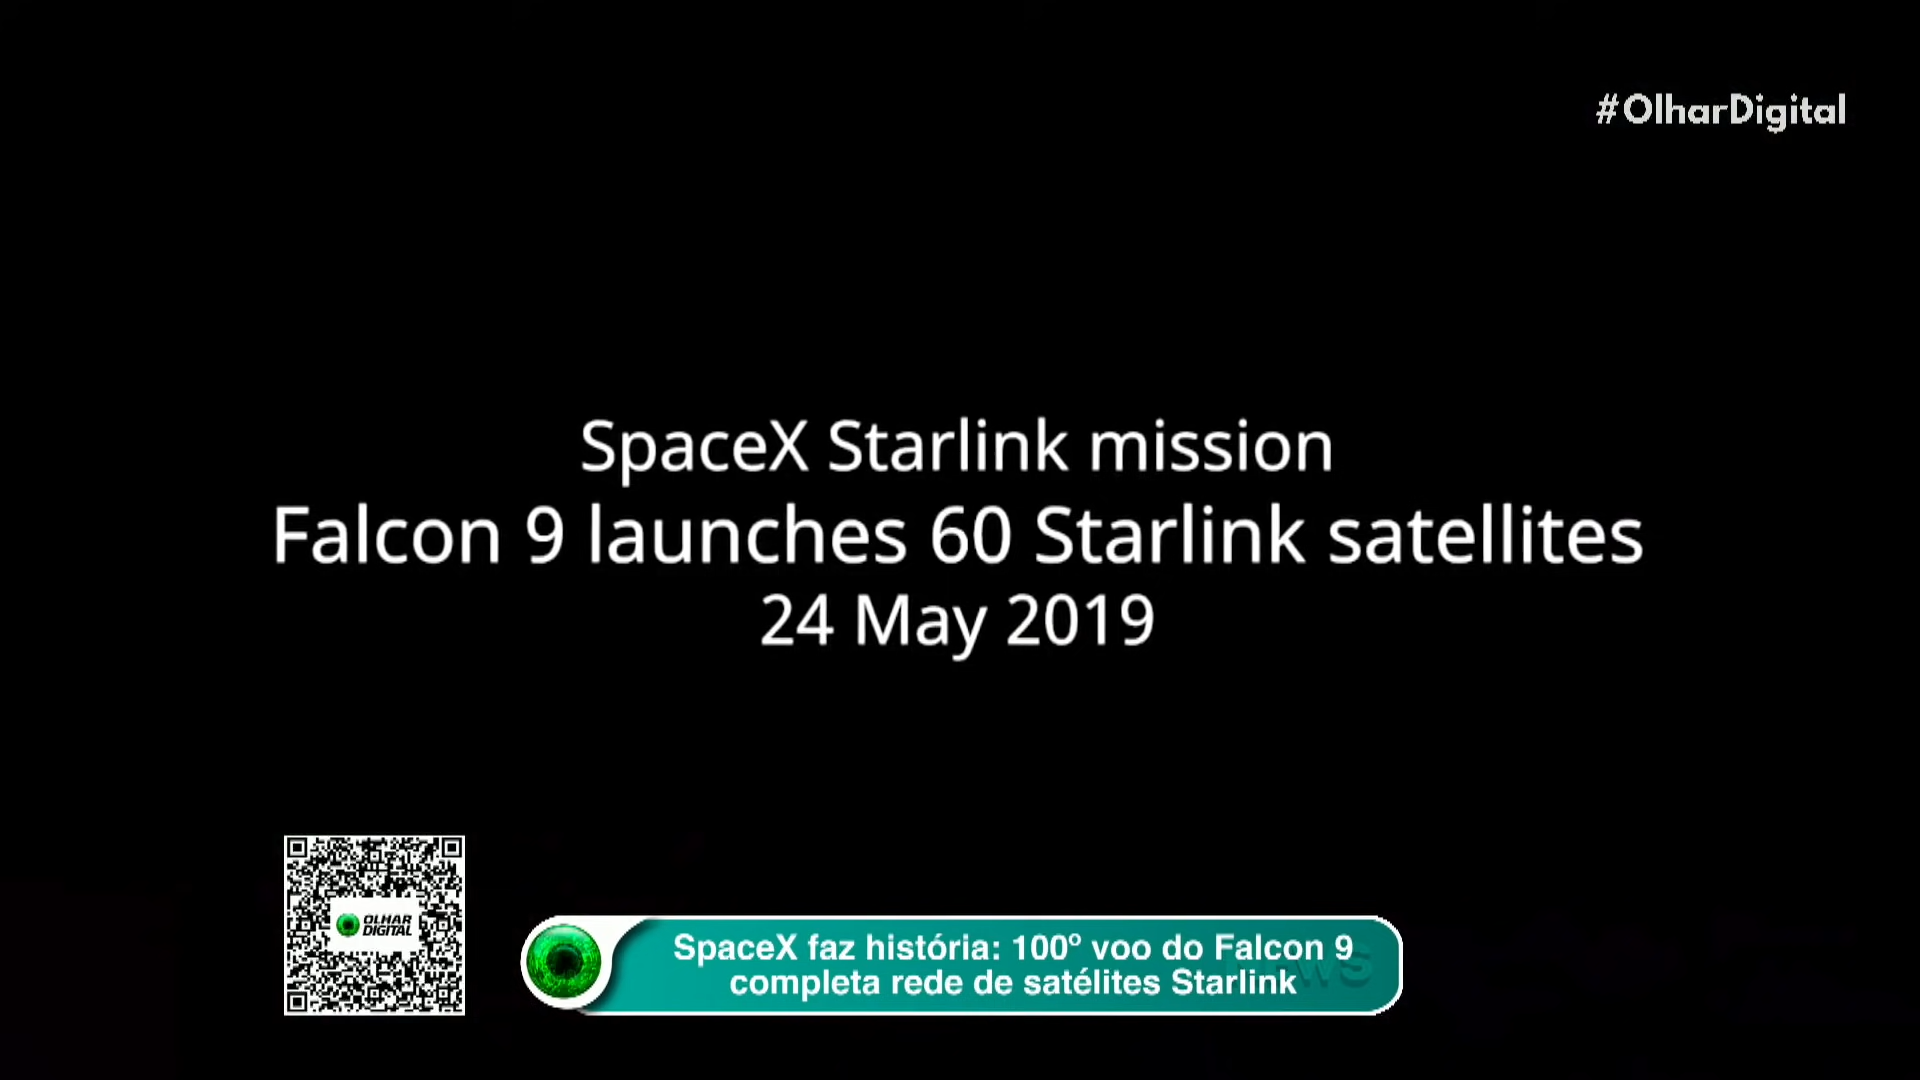 #OlharDigital
SpaceX Starlink mission
Falcon 9 launches 60 Starlink satellites
24 May 2019
OLHAR
DIGITAL
SpaceX faz história: 100º voo do Falcon 9
completa rede de satélites Starlink